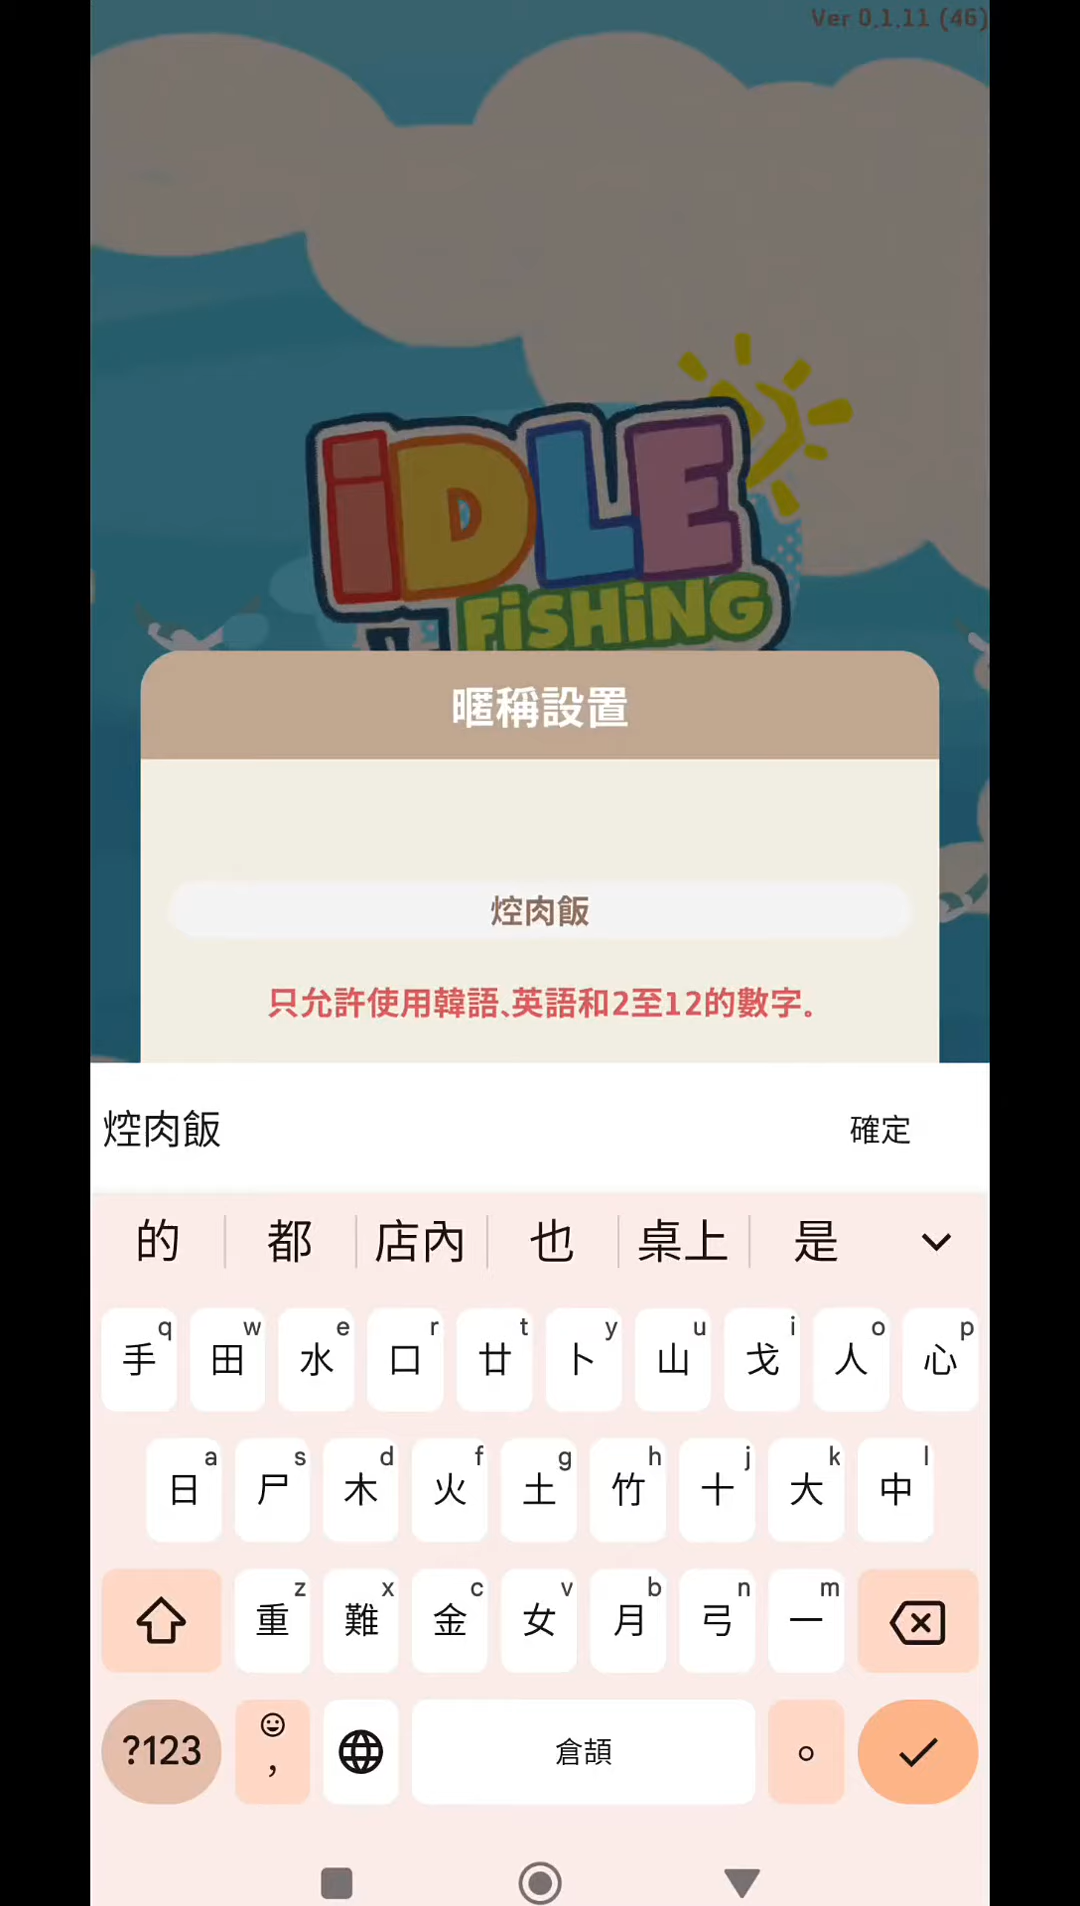 Ver 0.1.11 (46)
iDLE
FiSHiNG
暱稱設置
焢肉飯
只允許使用韓語、英語和2至12的數字。
焢肉飯
確定
的 都 店內 也 桌上 是
手 q 田 w 水 e 口 r 廿 t 卜 y 山 u 戈 i 人 o 心 p
日 a 尸 s 木 d 火 f 土 g 竹 h 十 j 大 k 中 l
重 z 難 x 金 c 女 v 月 b 弓 n 一 m
?123 , 倉頡 。